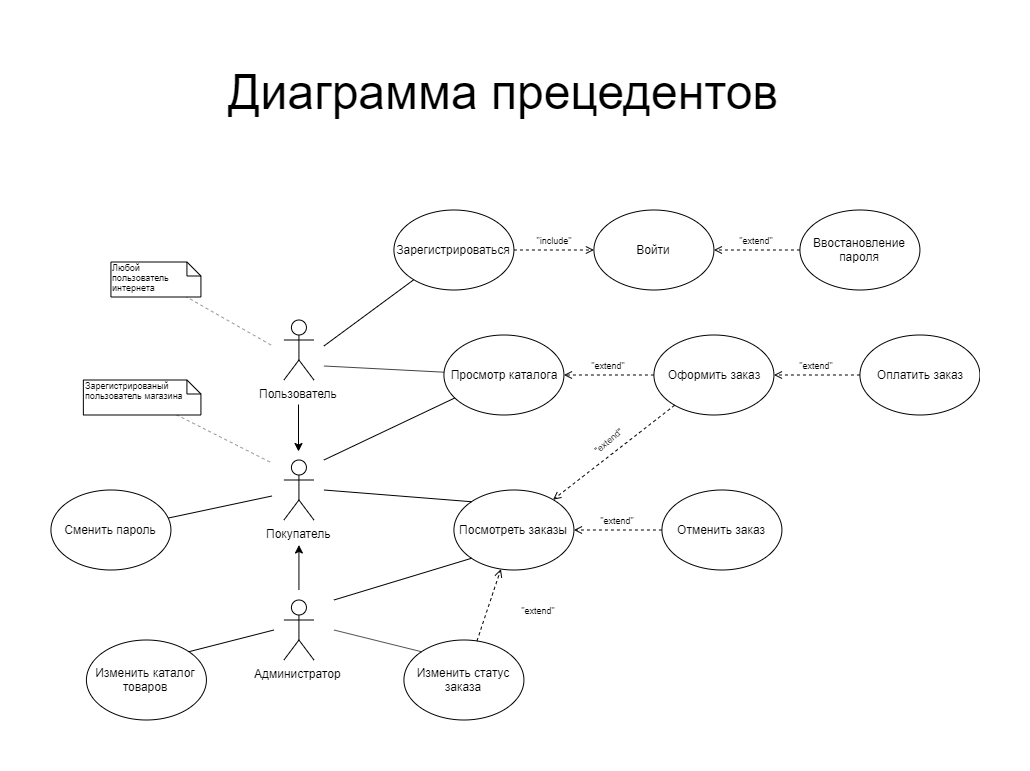 Диаграмма прецедентов
Зарегистрироваться
"include"
Войти
"extend"
Ввостановление
пароля
Любой
пользователь
интернета
Пользователь
Просмотр каталога
"extend"
Оформить заказ
"extend"
Оплатить заказ
Зарегистрированый
пользователь магазина
"extend"
Сменить пароль
Покупатель
Посмотреть заказы
"extend"
Отменить заказ
"extend"
Изменить каталог
товаров
Администратор
Изменить статус
заказа